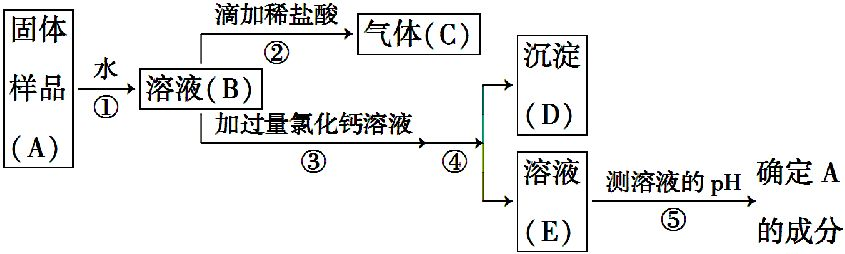 固体
样品
(A)
水
①
溶液(B)
滴加稀盐酸
②
气体(C)
加过量氯化钙溶液
③
④
沉淀
(D)
溶液
(E)
测溶液的pH
⑤
确定A
的成分